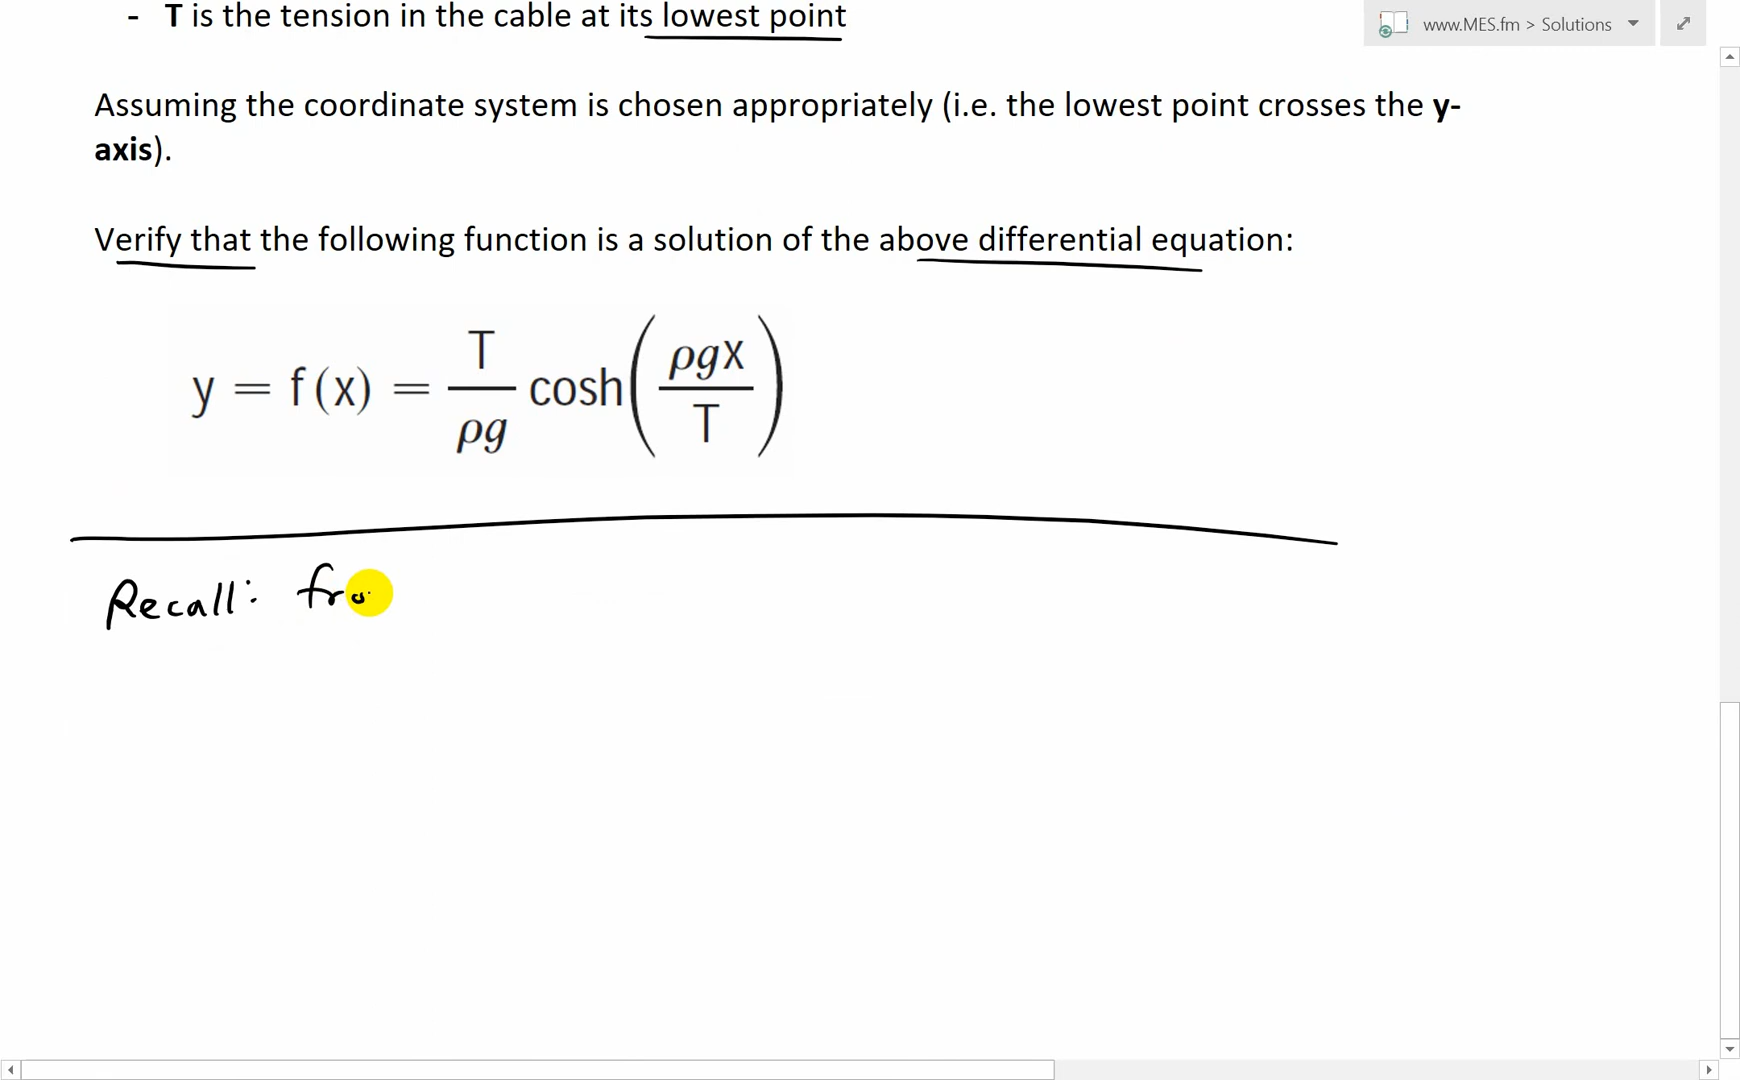 - T is the tension in the cable at its lowest point
www.MES.fm > Solutions
Assuming the coordinate system is chosen appropriately (i.e. the lowest point crosses the y-
axis).
Verify that the following function is a solution of the above differential equation:
y = f(x) = T/ρg cosh(ρgx/T)
Recall: fro